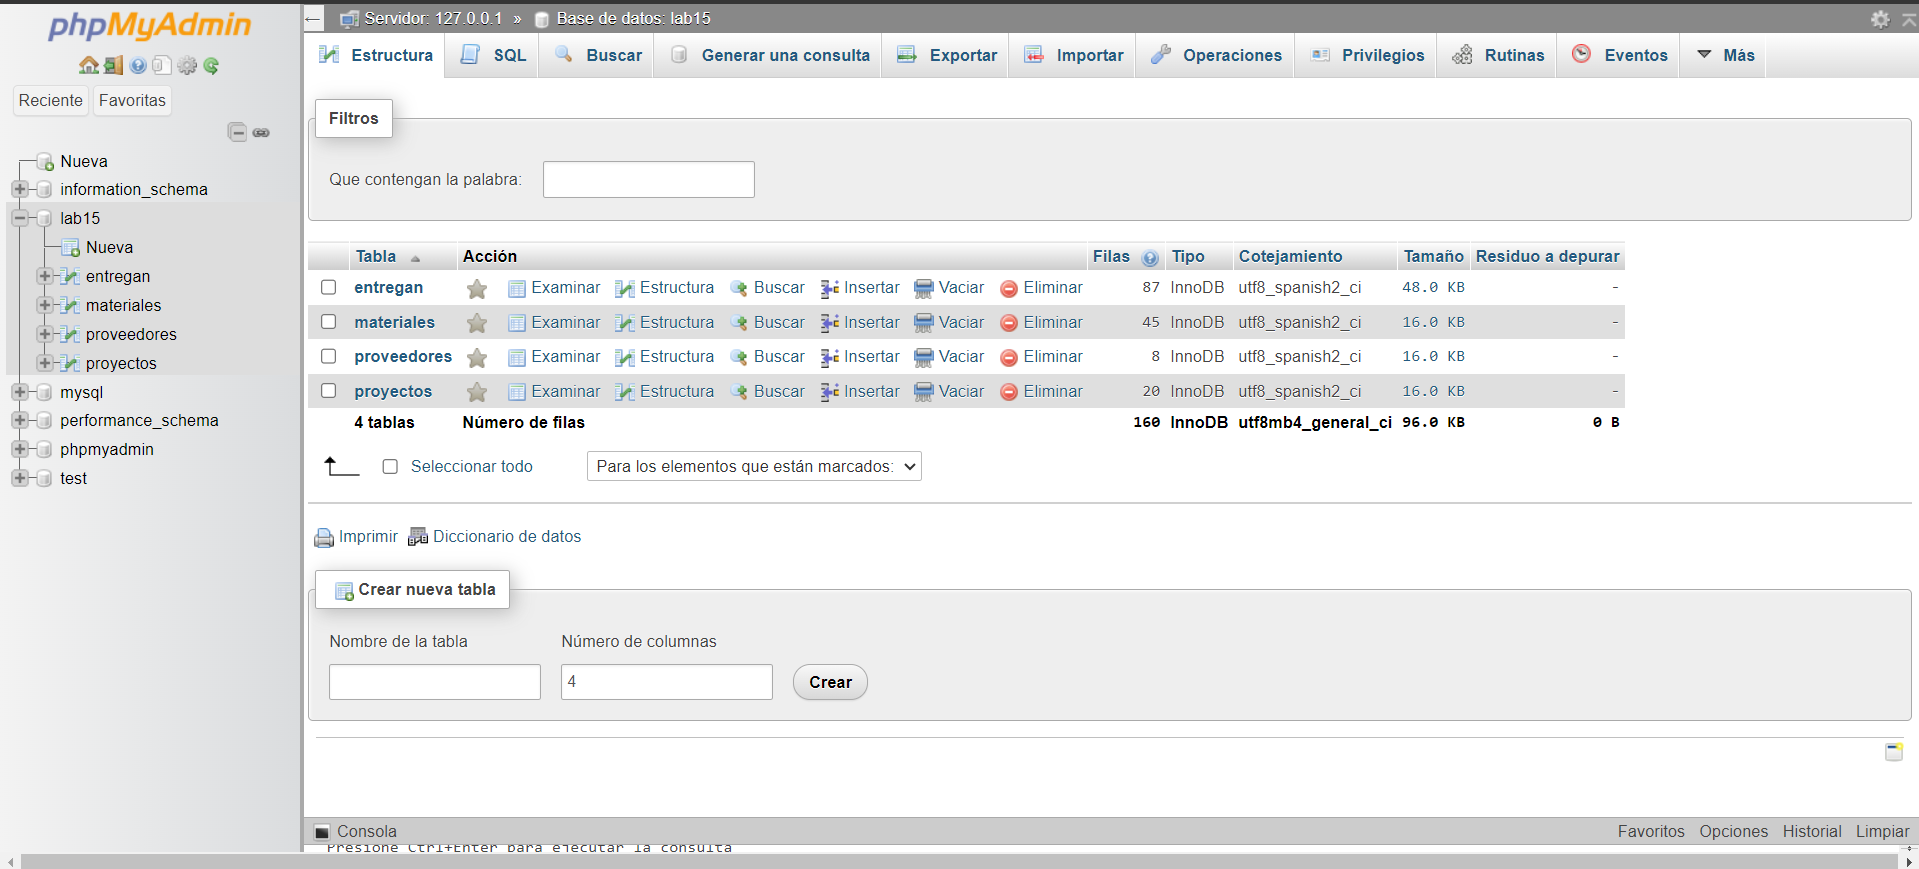 phpMyAdmin
Reciente Favoritas
Nueva
information_schema
lab15
Nueva
entregan
materiales
proveedores
proyectos
mysql
performance_schema
phpmyadmin
test
Servidor: 127.0.0.1 » Base de datos: lab15
Estructura SQL Buscar Generar una consulta Exportar Importar Operaciones Privilegios Rutinas Eventos Más
Filtros
Que contengan la palabra:
Tabla Acción Filas Tipo Cotejamiento Tamaño Residuo a depurar
entregan Examinar Estructura Buscar Insertar Vaciar Eliminar 87 InnoDB utf8_spanish2_ci 48.0 KB -
materiales Examinar Estructura Buscar Insertar Vaciar Eliminar 45 InnoDB utf8_spanish2_ci 16.0 KB -
proveedores Examinar Estructura Buscar Insertar Vaciar Eliminar 8 InnoDB utf8_spanish2_ci 16.0 KB -
proyectos Examinar Estructura Buscar Insertar Vaciar Eliminar 20 InnoDB utf8_spanish2_ci 16.0 KB -
4 tablas Número de filas 160 InnoDB utf8mb4_general_ci 96.0 KB 0 B
Seleccionar todo Para los elementos que están marcados:
Imprimir Diccionario de datos
Crear nueva tabla
Nombre de la tabla Número de columnas
4 Crear
Consola Favoritos Opciones Historial Limpiar
Presione Ctrl+Enter para ejecutar la consulta